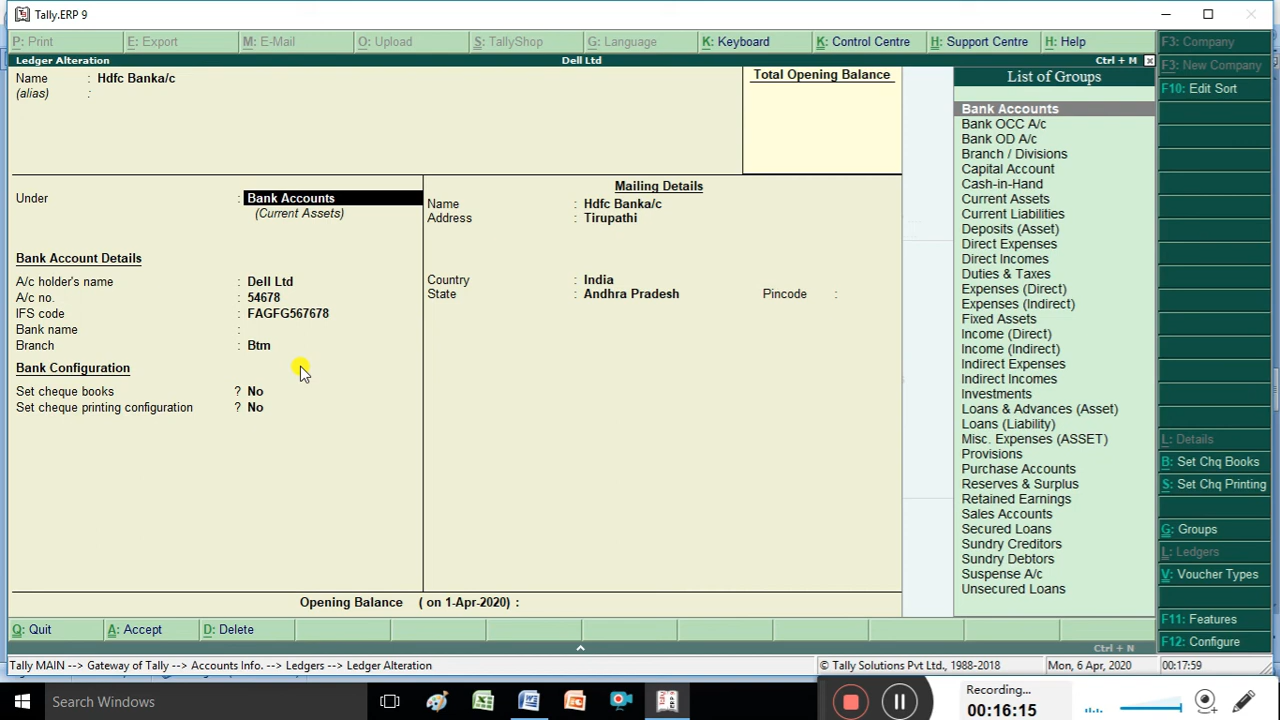 Tally.ERP 9
P: Print E: Export M: E-Mail O: Upload S: TallyShop G: Language K: Keyboard K: Control Centre H: Support Centre H: Help
F3: Company
Ledger Alteration Dell Ltd Ctrl + M
F3: New Company
Name : Hdfc Banka/c
(alias) :
Total Opening Balance
List of Groups
F10: Edit Sort
Bank Accounts
Bank OCC A/c
Bank OD A/c
Branch / Divisions
Capital Account
Cash-in-Hand
Current Assets
Current Liabilities
Deposits (Asset)
Direct Expenses
Direct Incomes
Duties & Taxes
Expenses (Direct)
Expenses (Indirect)
Fixed Assets
Income (Direct)
Income (Indirect)
Indirect Expenses
Indirect Incomes
Investments
Loans & Advances (Asset)
Loans (Liability)
Misc. Expenses (ASSET)
Provisions
Purchase Accounts
Reserves & Surplus
Retained Earnings
Sales Accounts
Secured Loans
Sundry Creditors
Sundry Debtors
Suspense A/c
Unsecured Loans
Under : Bank Accounts
(Current Assets)
Bank Account Details
A/c holder's name : Dell Ltd
A/c no. : 54678
IFS code : FAGFG567678
Bank name :
Branch : Btm
Bank Configuration
Set cheque books ? No
Set cheque printing configuration ? No
Mailing Details
Name : Hdfc Banka/c
Address : Tirupathi
Country : India
State : Andhra Pradesh Pincode :
Opening Balance ( on 1-Apr-2020) :
L: Details
B: Set Chq Books
S: Set Chq Printing
G: Groups
L: Ledgers
V: Voucher Types
F11: Features
F12: Configure
Q: Quit A: Accept D: Delete
Ctrl + N
Tally MAIN --> Gateway of Tally --> Accounts Info. --> Ledgers --> Ledger Alteration © Tally Solutions Pvt Ltd., 1988-2018 Mon, 6 Apr, 2020 00:17:59
Search Windows
Recording...
00:16:15